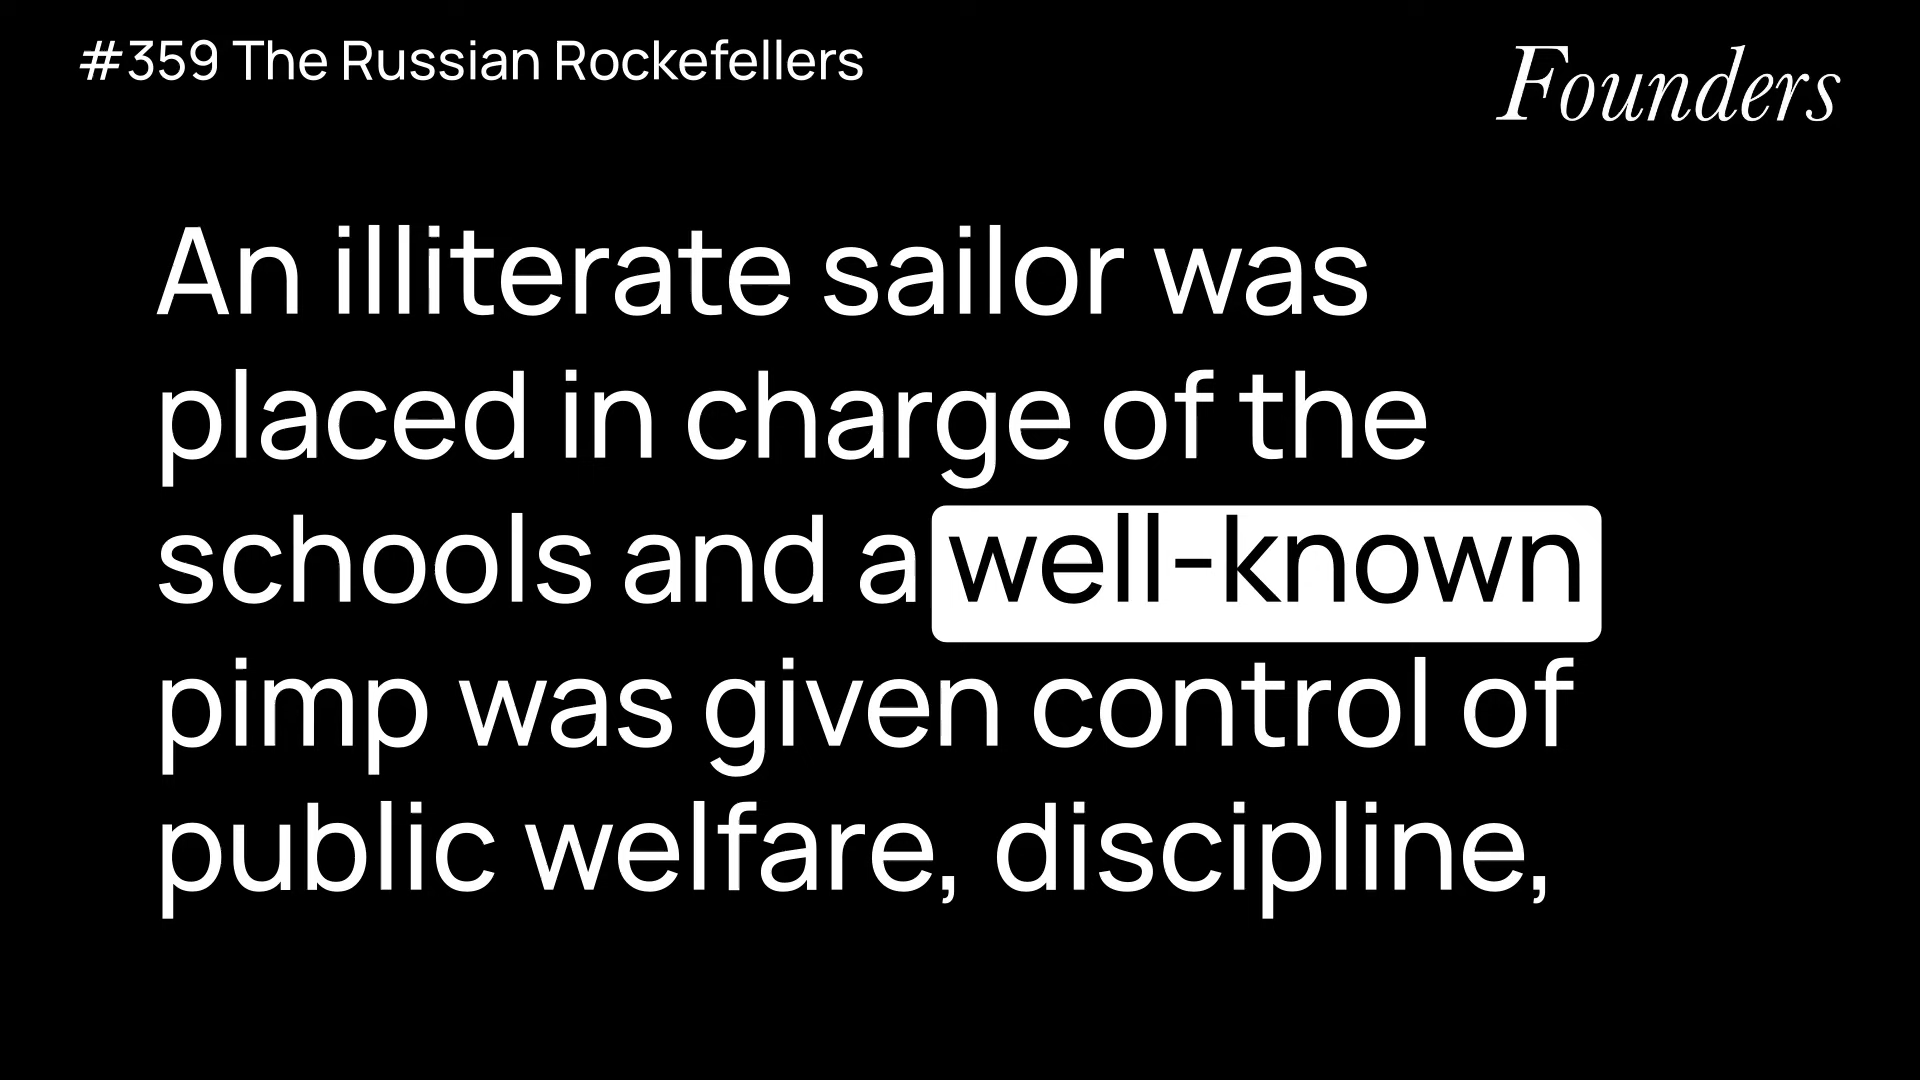 #359 The Russian Rockefellers
Founders
An illiterate sailor was
placed in charge of the
schools and a well-known
pimp was given control of
public welfare, discipline,